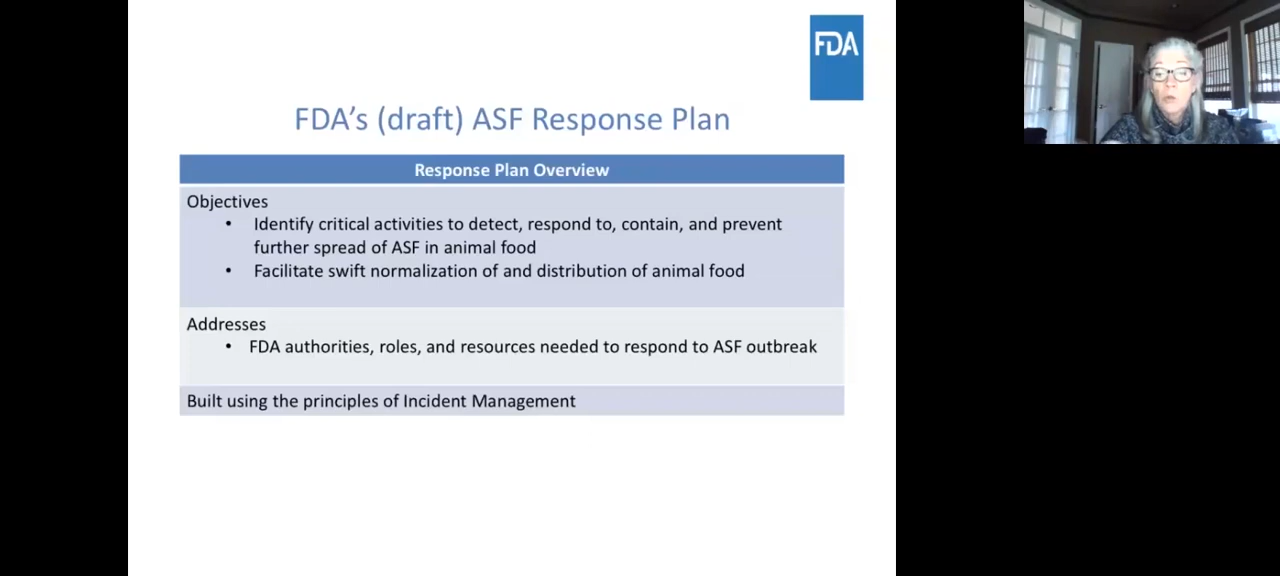 FDA
FDA's (draft) ASF Response Plan
Response Plan Overview
Objectives
• Identify critical activities to detect, respond to, contain, and prevent
further spread of ASF in animal food
• Facilitate swift normalization of and distribution of animal food
Addresses
• FDA authorities, roles, and resources needed to respond to ASF outbreak
Built using the principles of Incident Management